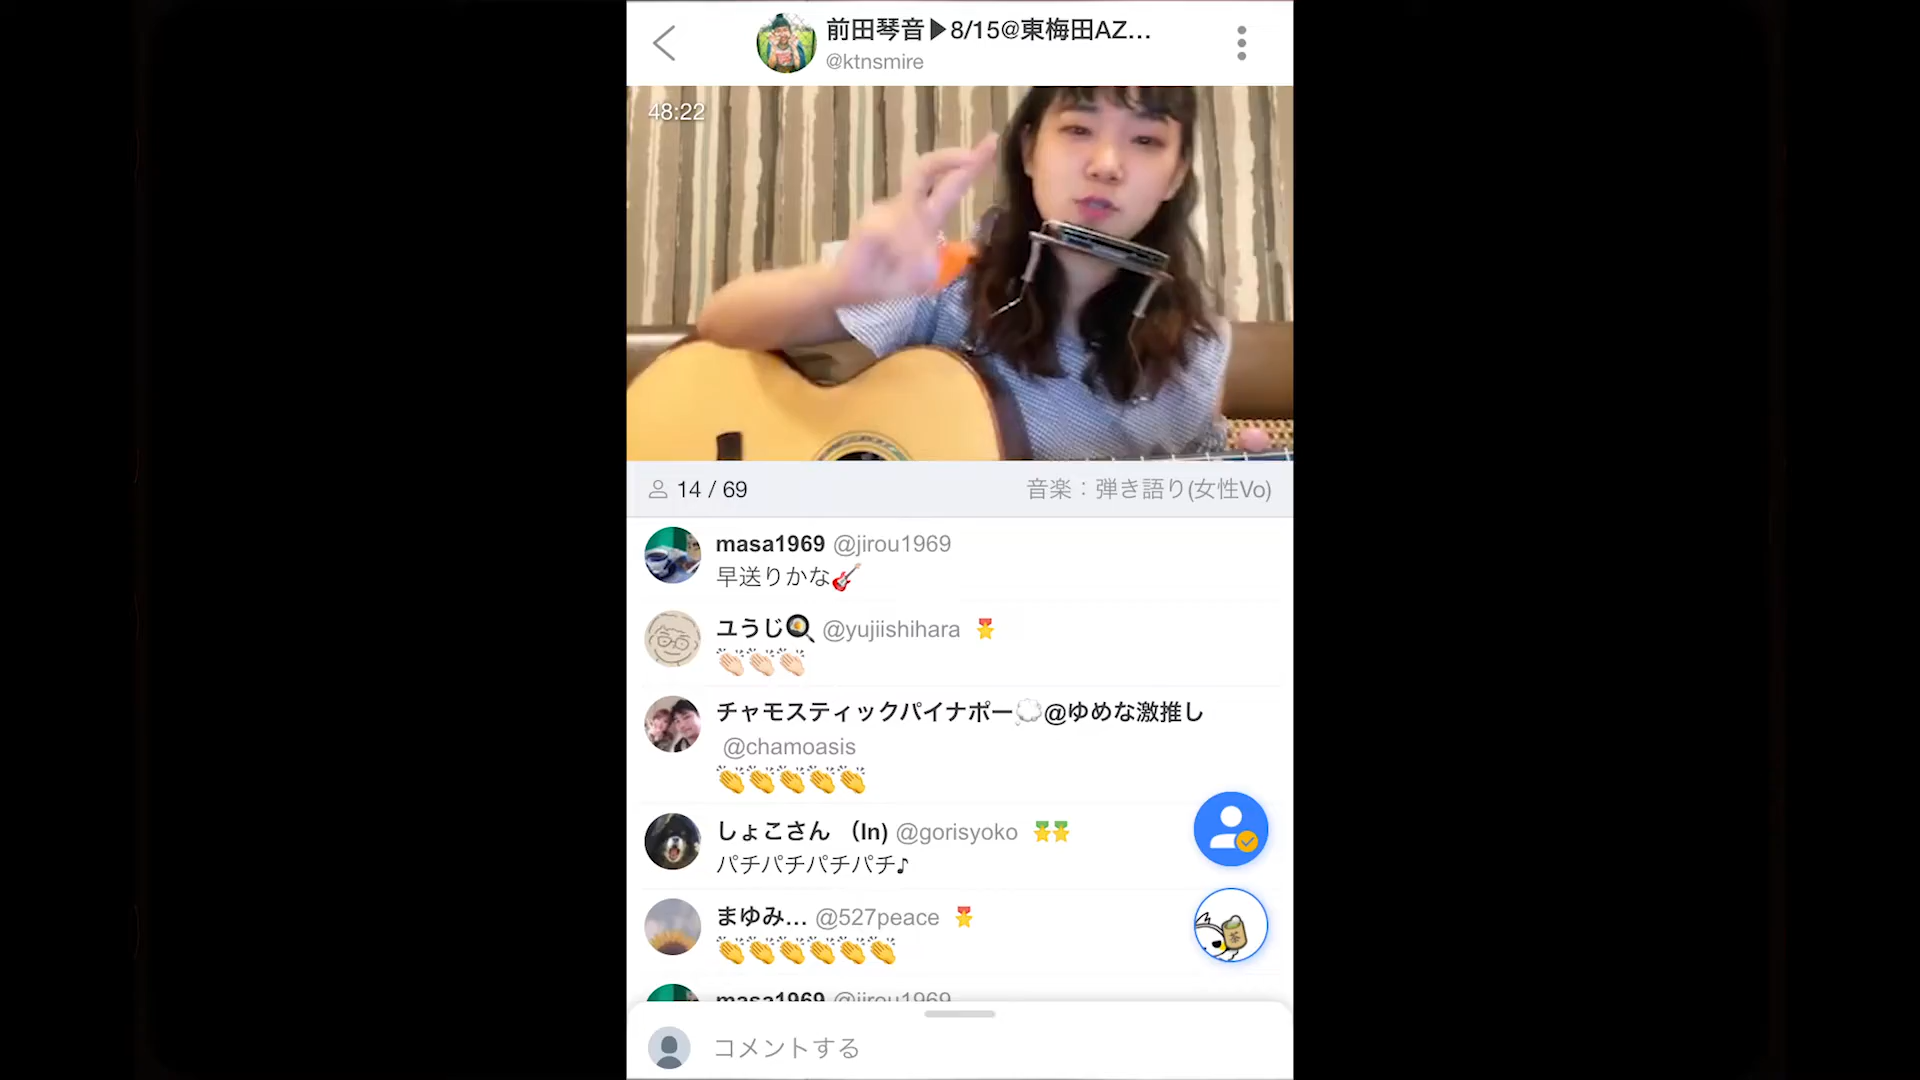 前田琴音▶8/15@東梅田AZ...
@ktnsmire
48:22
14 / 69
音楽：弾き語り(女性Vo)
masa1969 @jirou1969
早送りかな🎸
ユうじ🍳 @yujiishihara 🎖
👏🏻👏🏻👏🏻
チャモスティックパイナポー💭@ゆめな激推し
@chamoasis
👏👏👏👏👏
しょこさん （In) @gorisyoko
パチパチパチパチ♪
まゆみ... @527peace 🎖
👏👏👏👏👏👏
茶
masa1969 @jirou1969
コメントする